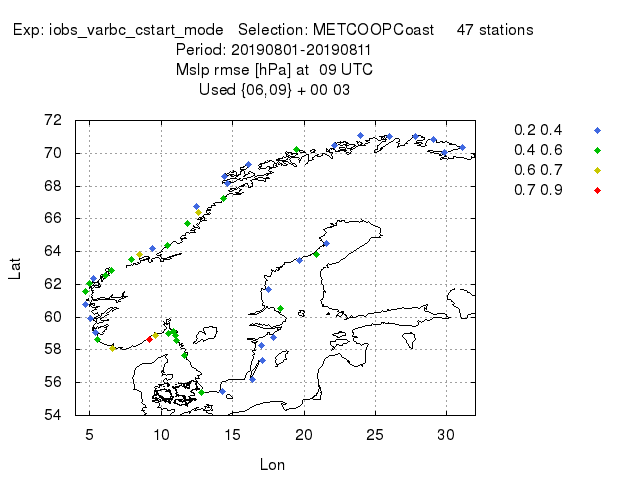 Exp: iobs_varbc_cstart_mode Selection: METCOOPCoast 47 stations
Period: 20190801-20190811
Mslp rmse [hPa] at 09 UTC
Used {06,09} + 00 03
72
70
68
66
64
62
60
58
56
54
Lat
5 10 15 20 25 30
Lon
0.2 0.4
0.4 0.6
0.6 0.7
0.7 0.9